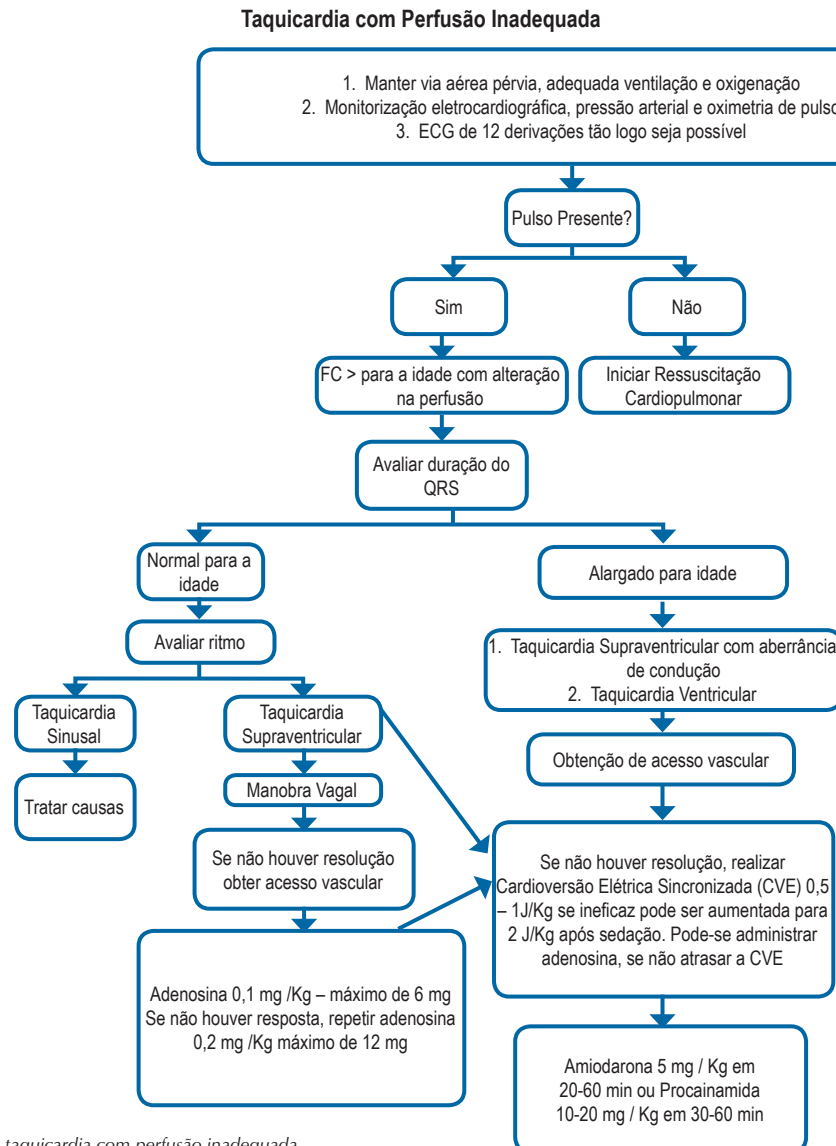 Taquicardia com Perfusão Inadequada
1. Manter via aérea pérvia, adequada ventilação e oxigenação
2. Monitorização eletrocardiográfica, pressão arterial e oximetria de pulso
3. ECG de 12 derivações tão logo seja possível
Pulso Presente?
Sim
Não
FC > para a idade com alteração
na perfusão
Iniciar Ressuscitação
Cardiopulmonar
Avaliar duração do
QRS
Normal para a
idade
Alargado para idade
Avaliar ritmo
1. Taquicardia Supraventricular com aberrância
de condução
2. Taquicardia Ventricular
Taquicardia
Sinusal
Taquicardia
Supraventricular
Obtenção de acesso vascular
Tratar causas
Manobra Vagal
Se não houver resolução
obter acesso vascular
Se não houver resolução, realizar
Cardioversão Elétrica Sincronizada (CVE) 0,5
– 1J/Kg se ineficaz pode ser aumentada para
2 J/Kg após sedação. Pode-se administrar
adenosina, se não atrasar a CVE
Adenosina 0,1 mg /Kg – máximo de 6 mg
Se não houver resposta, repetir adenosina
0,2 mg /Kg máximo de 12 mg
Amiodarona 5 mg / Kg em
20-60 min ou Procainamida
10-20 mg / Kg em 30-60 min
taquicardia com perfusão inadequada